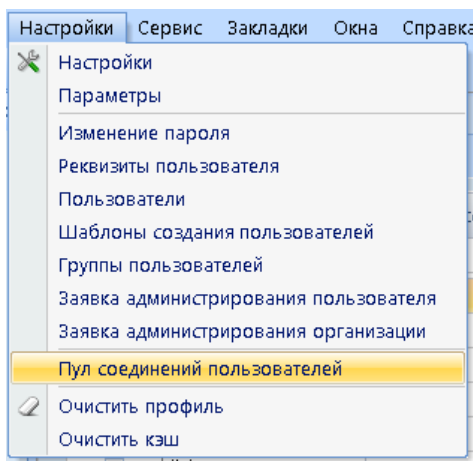 Настройки Сервис Закладки Окна Справка
Настройки
Параметры
Изменение пароля
Реквизиты пользователя
Пользователи
Шаблоны создания пользователей
Группы пользователей
Заявка администрирования пользователя
Заявка администрирования организации
Пул соединений пользователей
Очистить профиль
Очистить кэш